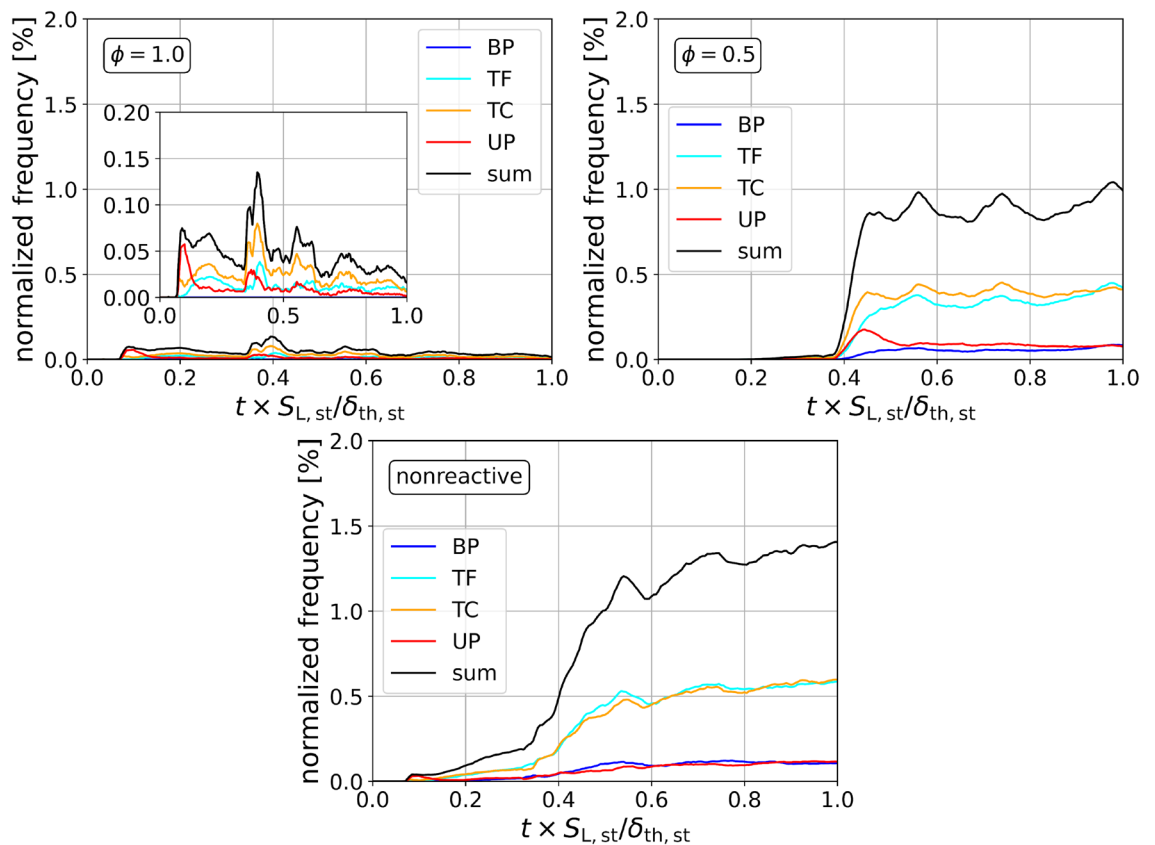 normalized frequency [%]
2.0
1.5
1.0
0.5
0.0
ϕ = 1.0
BP
TF
TC
UP
sum
0.20
0.15
0.10
0.05
0.00
0.0 0.5 1.0
0.0 0.2 0.4 0.6 0.8 1.0
t × S_L, st/δ_th, st
normalized frequency [%]
2.0
1.5
1.0
0.5
0.0
ϕ = 0.5
BP
TF
TC
UP
sum
0.0 0.2 0.4 0.6 0.8 1.0
t × S_L, st/δ_th, st
normalized frequency [%]
2.0
1.5
1.0
0.5
0.0
nonreactive
BP
TF
TC
UP
sum
0.0 0.2 0.4 0.6 0.8 1.0
t × S_L, st/δ_th, st